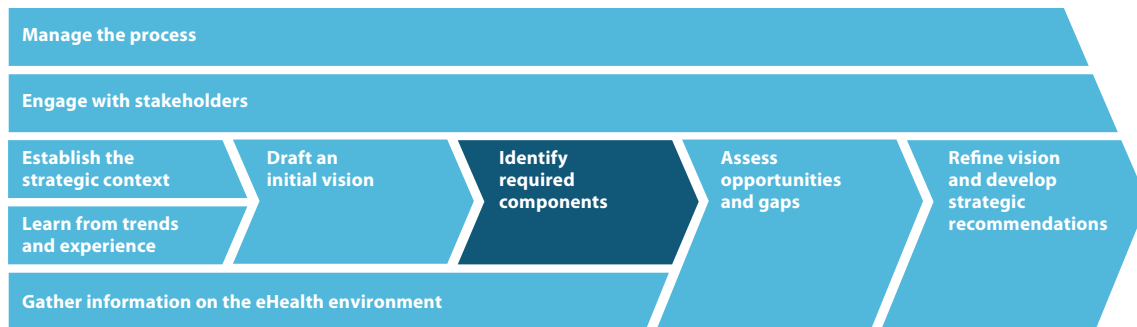 Manage the process
Engage with stakeholders
Establish the
strategic context
Learn from trends
and experience
Draft an
initial vision
Identify
required
components
Assess
opportunities
and gaps
Refine vision
and develop
strategic
recommendations
Gather information on the eHealth environment